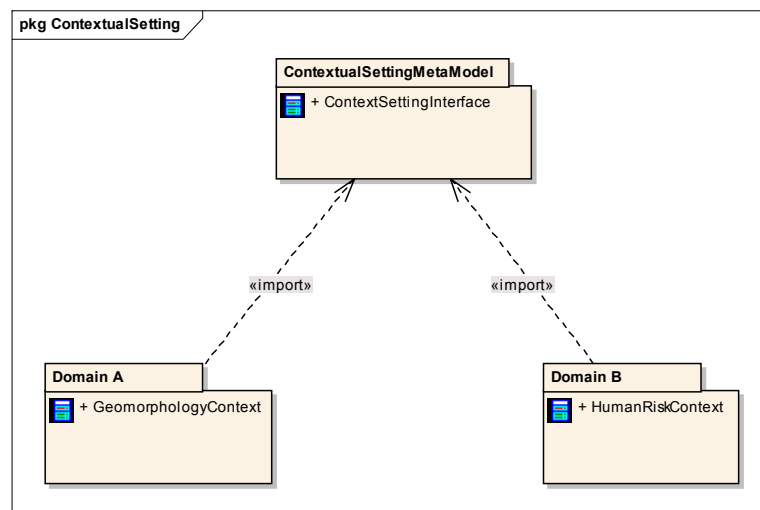 pkg ContextualSetting
ContextualSettingMetaModel
+ ContextSettingInterface
«import»
«import»
Domain A
+ GeomorphologyContext
Domain B
+ HumanRiskContext